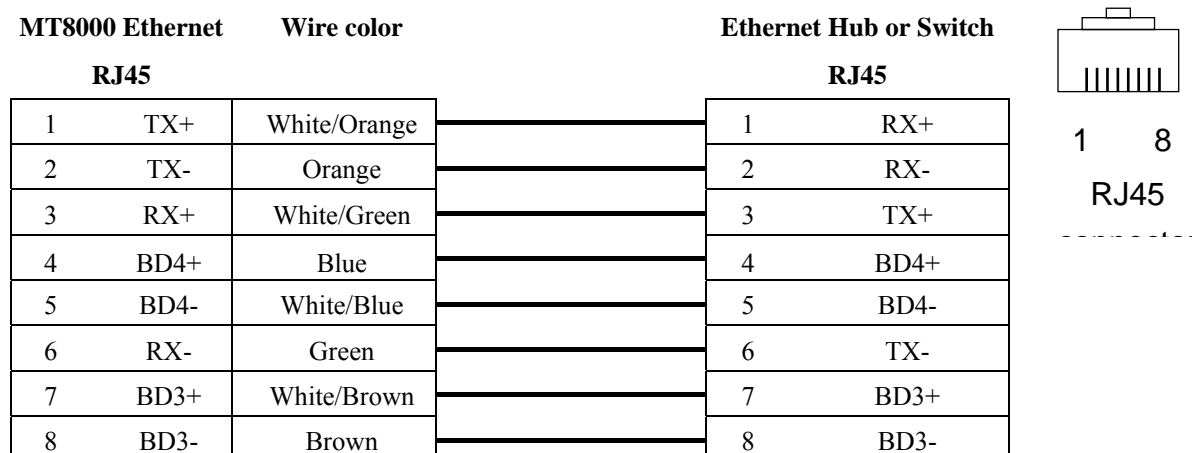 MT8000 Ethernet Wire color Ethernet Hub or Switch
RJ45 RJ45
1 TX+ White/Orange 1 RX+
2 TX- Orange 2 RX-
3 RX+ White/Green 3 TX+
4 BD4+ Blue 4 BD4+
5 BD4- White/Blue 5 BD4-
6 RX- Green 6 TX-
7 BD3+ White/Brown 7 BD3+
8 BD3- Brown 8 BD3-
1 8
RJ45